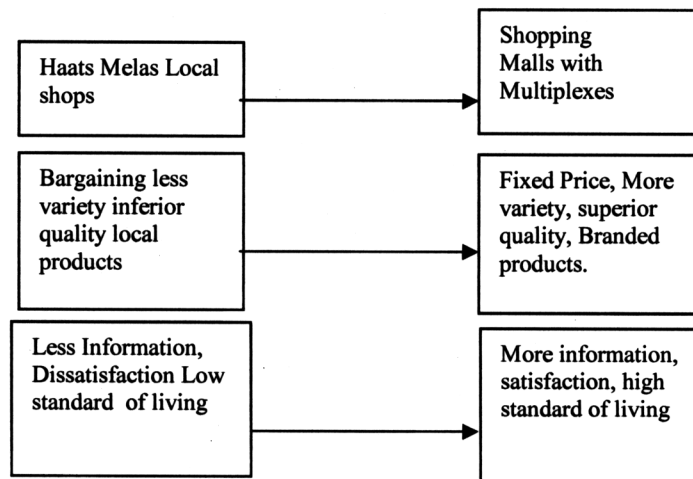 Haats Melas Local
shops
Shopping
Malls with
Multiplexes
Bargaining less
variety inferior
quality local
products
Fixed Price, More
variety, superior
quality, Branded
products.
Less Information,
Dissatisfaction Low
standard of living
More information,
satisfaction, high
standard of living